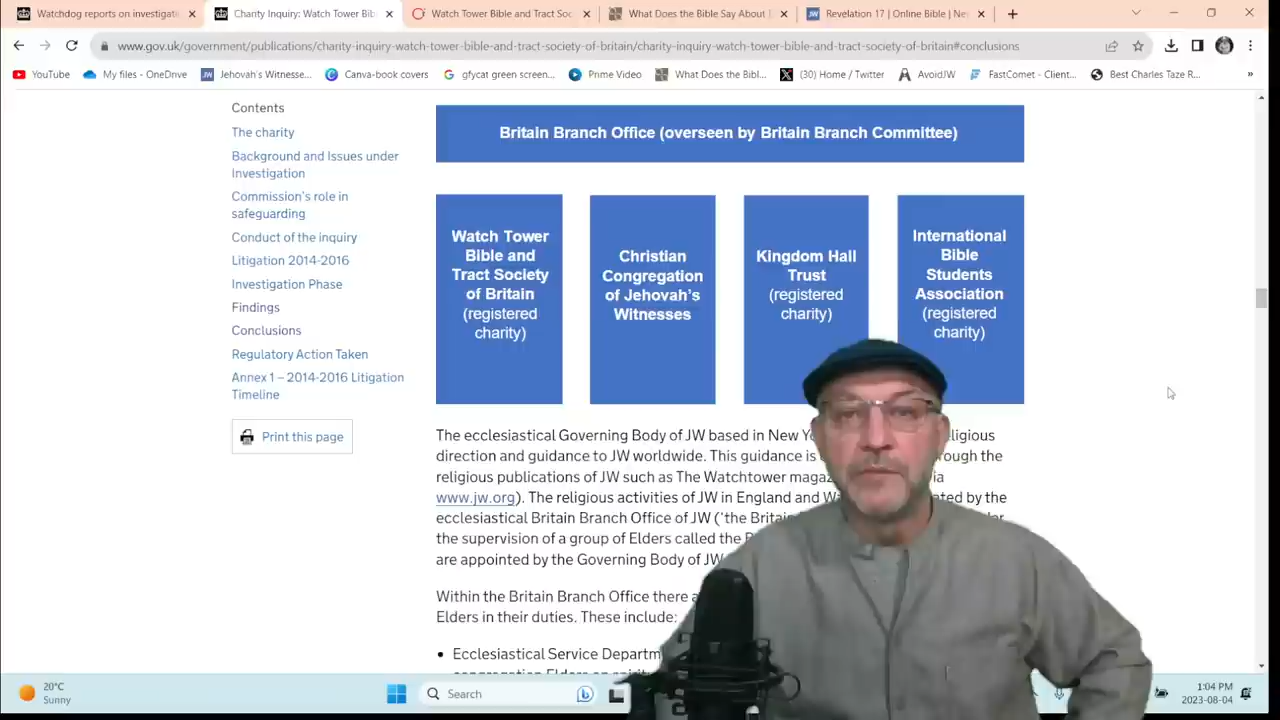 Watchdog reports on investigati
Charity Inquiry: Watch Tower Bib
Watch Tower Bible and Tract Soc
What Does the Bible Say About
Revelation 17 | Online Bible | Ne
www.gov.uk/government/publications/charity-inquiry-watch-tower-bible-and-tract-society-of-britain/charity-inquiry-watch-tower-bible-and-tract-society-of-britain#conclusions
YouTube
My files - OneDrive
Jehovah's Witnesse...
Canva-book covers
gfycat green screen...
Prime Video
What Does the Bibl...
(30) Home / Twitter
AvoidJW
FastComet - Client...
Best Charles Taze R...
»
Contents
The charity
Background and Issues under
Investigation
Commission's role in
safeguarding
Conduct of the inquiry
Litigation 2014-2016
Investigation Phase
Findings
Conclusions
Regulatory Action Taken
Annex 1 – 2014-2016 Litigation
Timeline
Print this page
Britain Branch Office (overseen by Britain Branch Committee)
Watch Tower
Bible and
Tract Society
of Britain
(registered
charity)
Christian
Congregation
of Jehovah's
Witnesses
Kingdom Hall
Trust
(registered
charity)
International
Bible
Students
Association
(registered
charity)
The ecclesiastical Governing Body of JW based in New Yo eligious
direction and guidance to JW worldwide. This guidance is rough the
religious publications of JW such as The Watchtower magaz ia
www.jw.org). The religious activities of JW in England and Wa ated by the
ecclesiastical Britain Branch Office of JW ('the Britain
the supervision of a group of Elders called the
are appointed by the Governing Body of JW
Within the Britain Branch Office there a
Elders in their duties. These include:
• Ecclesiastical Service Departm
20°C
Sunny
Search
1:04 PM
2023-08-04